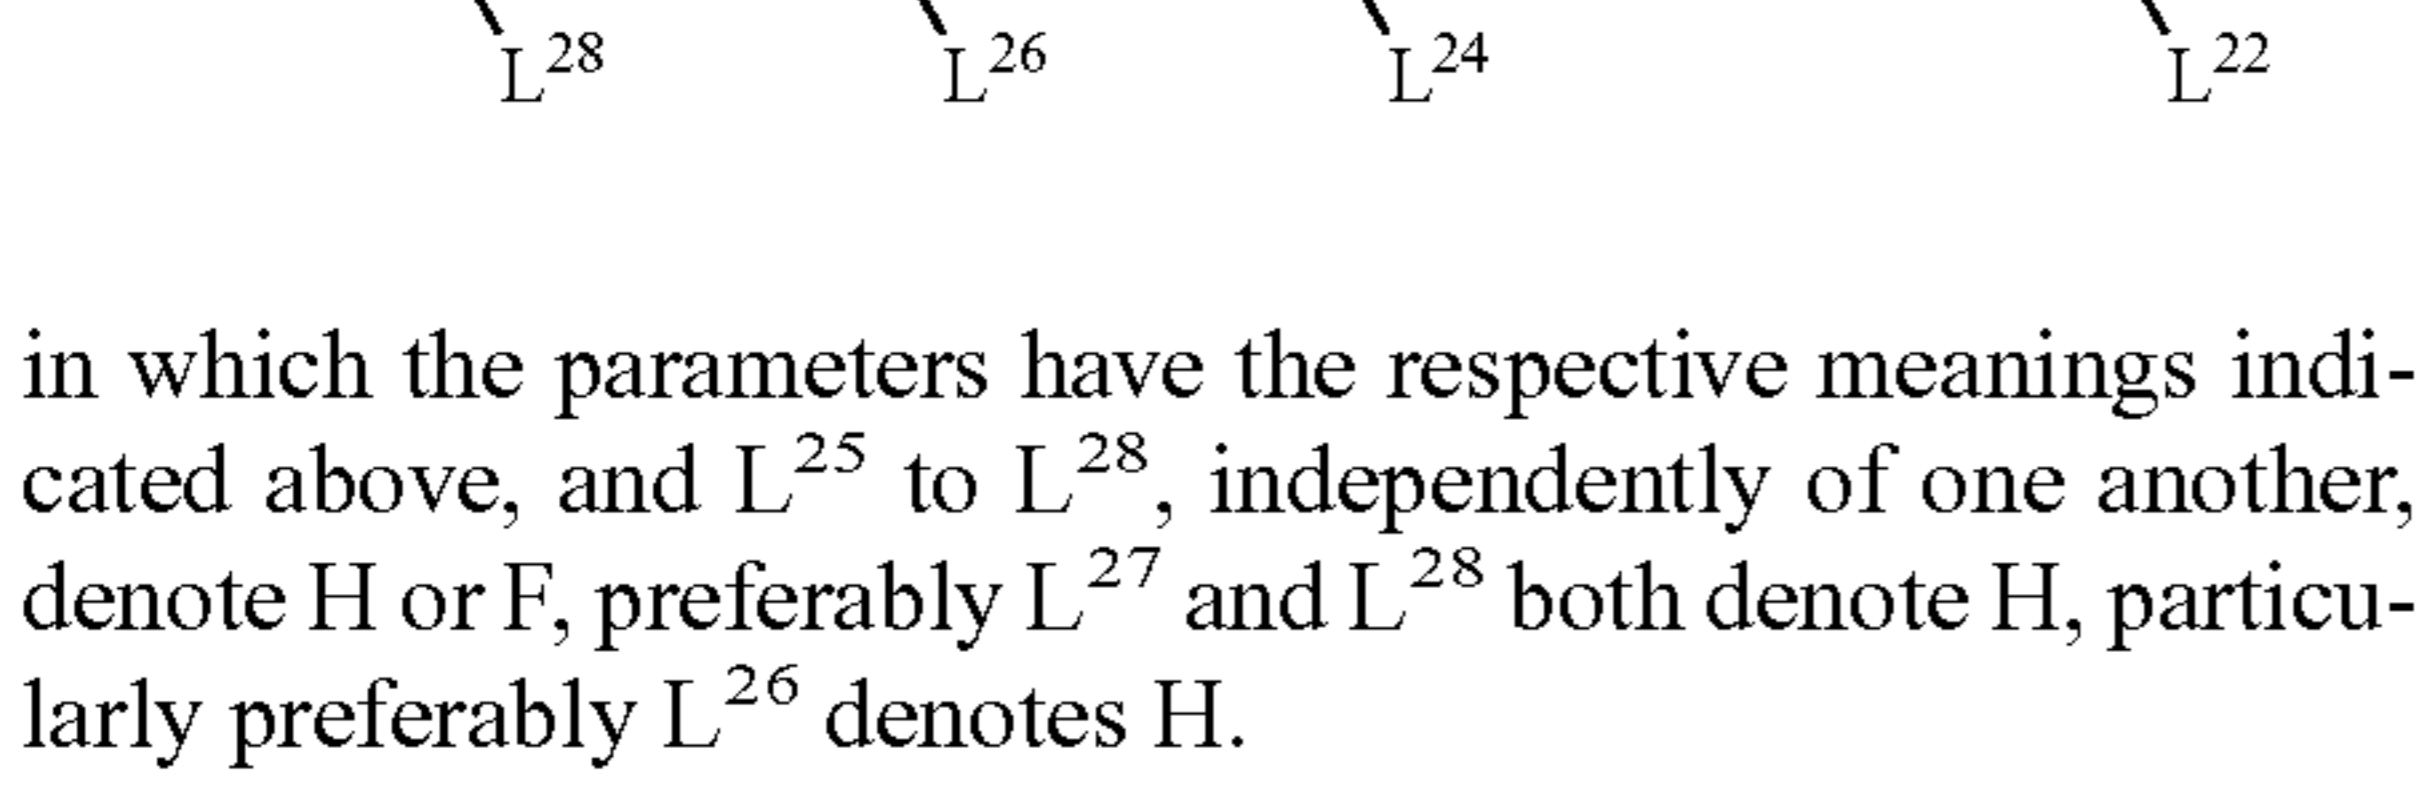 L²⁸ L²⁶ L²⁴ L²²
in which the parameters have the respective meanings indi-
cated above, and L²⁵ to L²⁸, independently of one another,
denote H or F, preferably L²⁷ and L²⁸ both denote H, particu-
larly preferably L²⁶ denotes H.